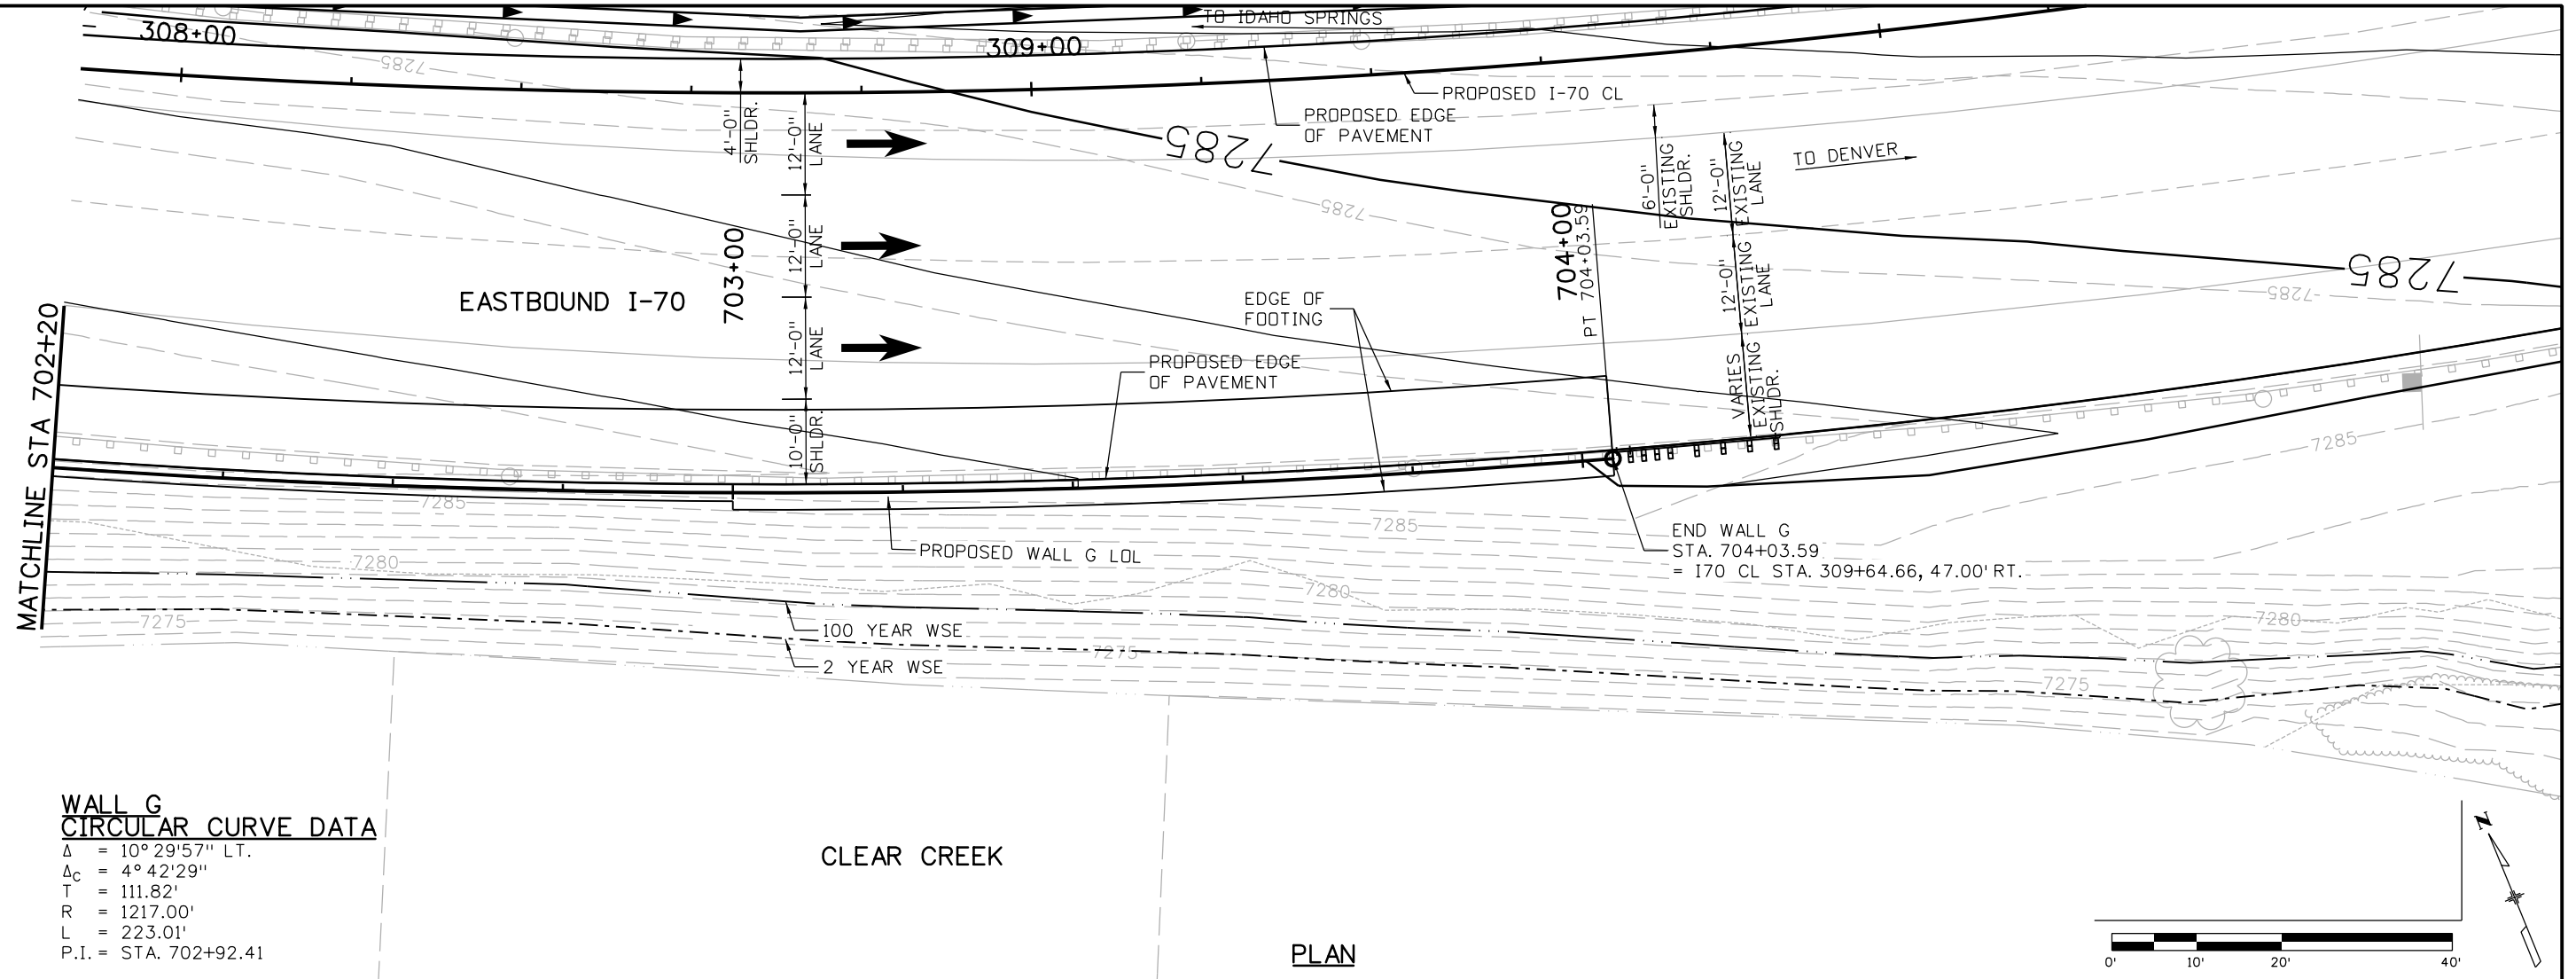 TO IDAHO SPRINGS
308+00
309+00
7285
PROPOSED I-70 CL
PROPOSED EDGE
OF PAVEMENT
4'-0"
SHLDR.
12'-0"
LANE
7285
6'-0"
EXISTING
SHLDR.
12'-0"
EXISTING
LANE
TO DENVER
7285
703+00
12'-0"
LANE
704+00
PT 704+03.59
12'-0"
EXISTING
LANE
7285
7285
EASTBOUND I-70
EDGE OF
FOOTING
12'-0"
LANE
PROPOSED EDGE
OF PAVEMENT
VARIES
EXISTING
SHLDR.
MATCHLINE STA 702+20
10'-0"
SHLDR.
7285
7285
7285
PROPOSED WALL G LOL
END WALL G
STA. 704+03.59
= I70 CL STA. 309+64.66, 47.00' RT.
7280
7280
7280
7275
100 YEAR WSE
2 YEAR WSE
7275
7275
WALL G
CIRCULAR CURVE DATA
Δ = 10°29'57" LT.
Δc = 4°42'29"
T = 111.82'
R = 1217.00'
L = 223.01'
P.I. = STA. 702+92.41
CLEAR CREEK
PLAN
N
0' 10' 20' 40'